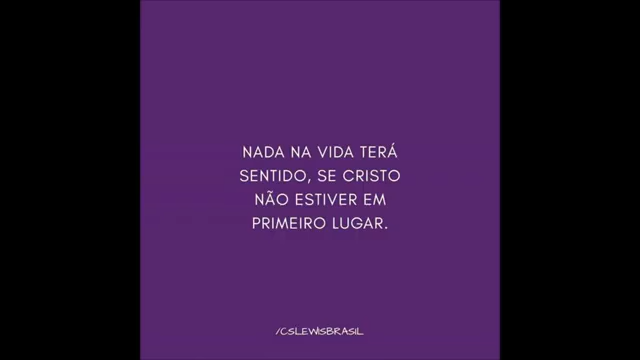 NADA NA VIDA TERÁ
SENTIDO, SE CRISTO
NÃO ESTIVER EM
PRIMEIRO LUGAR.
/CSLEWISBRASIL